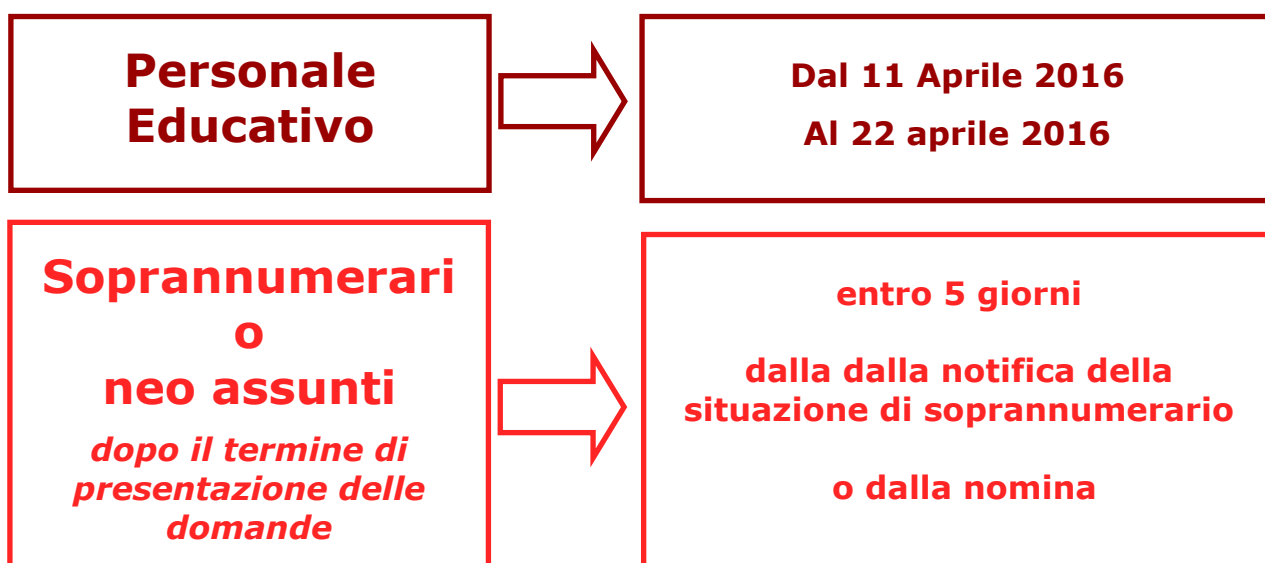 Personale
Educativo
Dal 11 Aprile 2016
Al 22 aprile 2016
Soprannumerari
o
neo assunti
dopo il termine di
presentazione delle
domande
entro 5 giorni
dalla dalla notifica della
situazione di soprannumerario
o dalla nomina